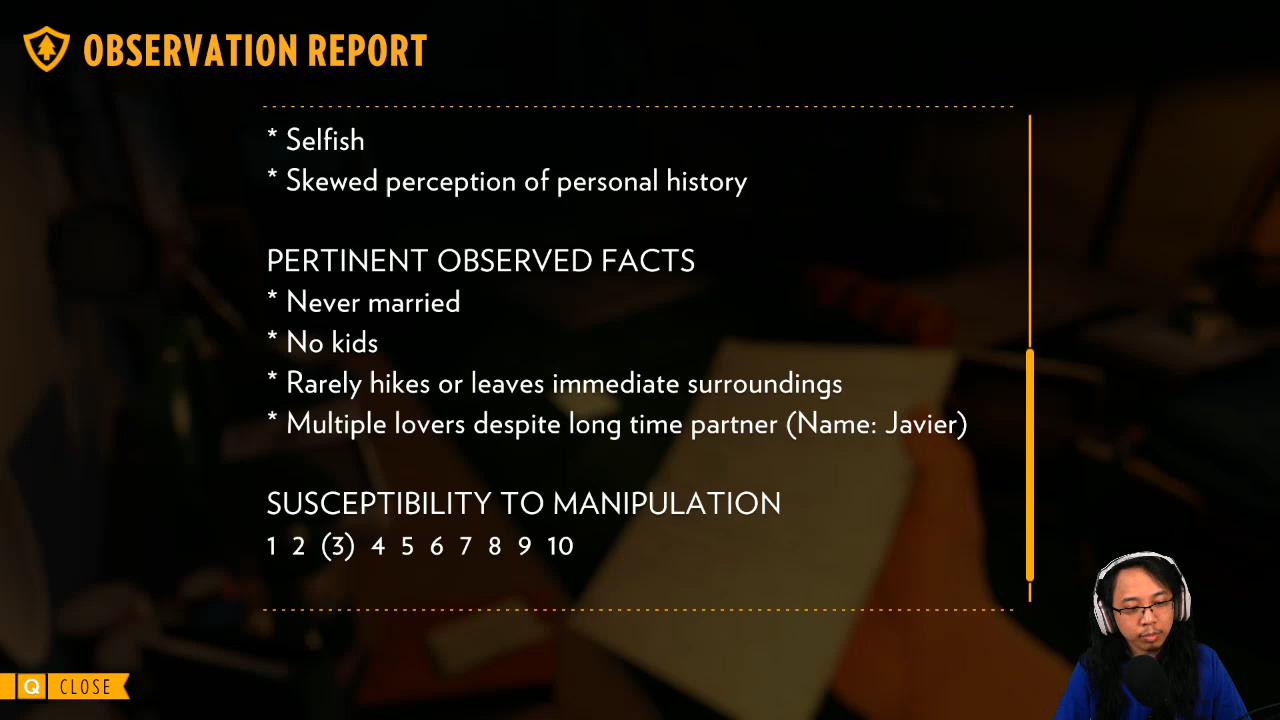 OBSERVATION REPORT
* Selfish
* Skewed perception of personal history
PERTINENT OBSERVED FACTS
* Never married
* No kids
* Rarely hikes or leaves immediate surroundings
* Multiple lovers despite long time partner (Name: Javier)
SUSCEPTIBILITY TO MANIPULATION
1 2 (3) 4 5 6 7 8 9 10
Q CLOSE